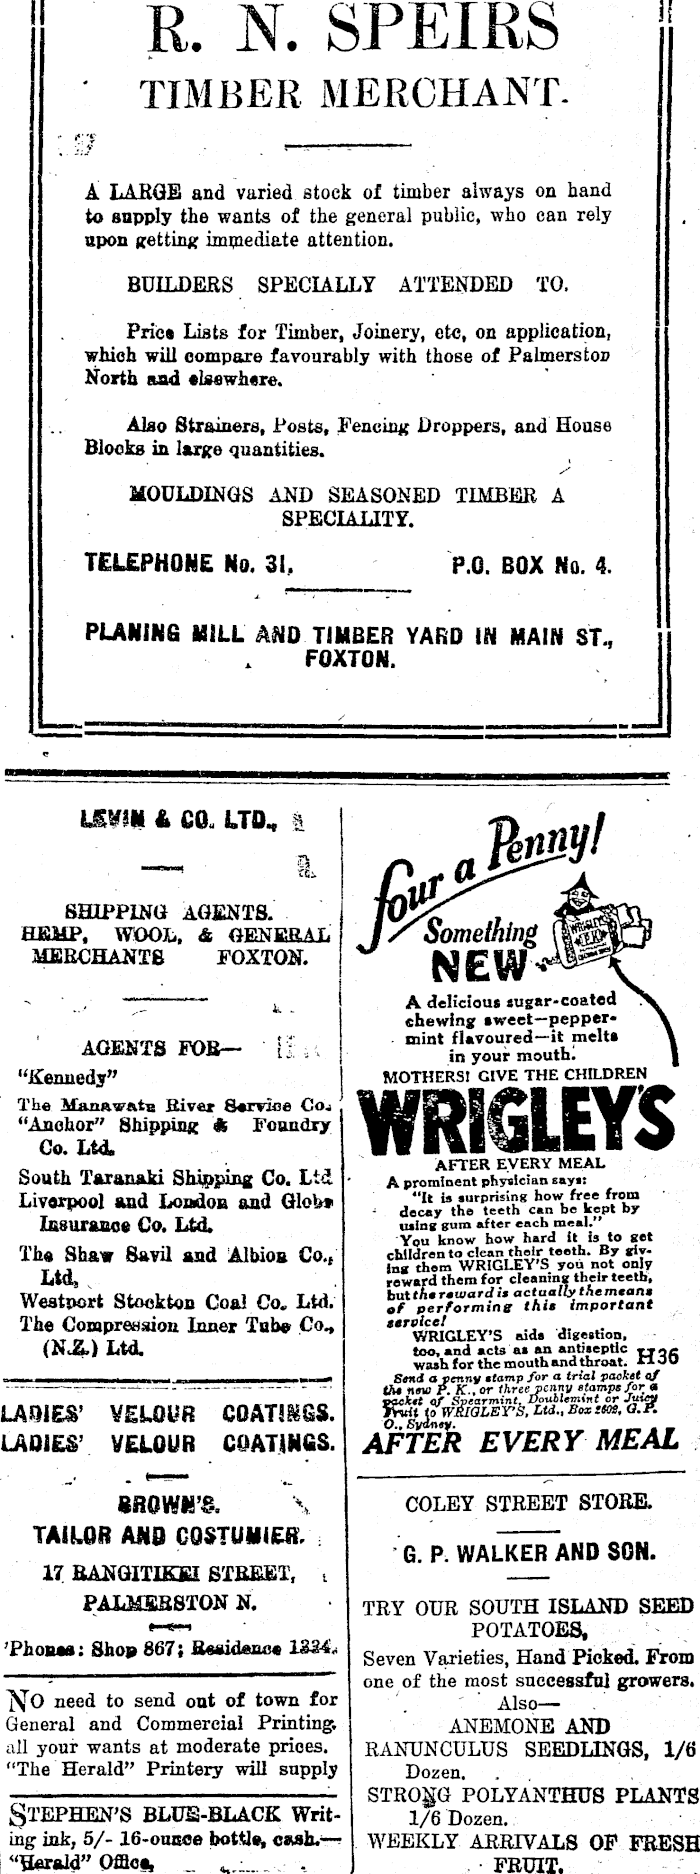 R. N. SPEIRS
TIMBER MERCHANT.
A LARGE and varied stock of timber always on hand
to supply the wants of the general public, who can rely
upon getting immediate attention.
BUILDERS SPECIALLY ATTENDED TO.
Price Lists for Timber, Joinery, etc, on application,
which will compare favourably with those of Palmerston
North and elsewhere.
Also Strainers, Posts, Fencing Droppers, and House
Blocks in large quantities.
MOULDINGS AND SEASONED TIMBER A
SPECIALITY.
TELEPHONE No. 31. P.O. BOX No. 4.
PLANING MILL AND TIMBER YARD IN MAIN ST.,
FOXTON.
LEVIN & CO. LTD.,
SHIPPING AGENTS.
HEMP, WOOL, & GENERAL
MERCHANTS FOXTON.
AGENTS FOR—
"Kennedy"
The Manawatu River Service Co.
"Anchor" Shipping & Foundry
Co. Ltd.
South Taranaki Shipping Co. Ltd
Liverpool and London and Globe
Insurance Co. Ltd.
The Shaw Savil and Albion Co.,
Ltd,
Westport Stockton Coal Co. Ltd.
The Compression Inner Tube Co.,
(N.Z.) Ltd.
LADIES' VELOUR COATINGS.
LADIES' VELOUR COATINGS.
BROWN'S.
TAILOR AND COSTUMIER.
17 RANGITIKEI STREET,
PALMERSTON N.
'Phones: Shop 867; Residence 1334.
NO need to send out of town for
General and Commercial Printing,
all your wants at moderate prices.
"The Herald" Printery will supply
STEPHEN'S BLUE-BLACK Writ-
ing ink, 5/- 16-ounce bottle, cash.—
"Herald" Office,
four a Penny!
Something
NEW
WRIGLEY'S
P.K.
A delicious sugar-coated
chewing sweet—pepper-
mint flavoured—it melts
in your mouth.
MOTHERS! GIVE THE CHILDREN
WRIGLEY'S
AFTER EVERY MEAL
A prominent physician says:
"It is surprising how free from
decay the teeth can be kept by
using gum after each meal."
You know how hard it is to get
children to clean their teeth. By giv-
ing them WRIGLEY'S you not only
reward them for cleaning their teeth,
but the reward is actually the means
of performing this important
service!
WRIGLEY'S aids digestion,
too, and acts as an antiseptic
wash for the mouth and throat. H36
Send a penny stamp for a trial packet of
the new P. K., or three penny stamps for a
packet of Spearmint, Doublemint or Juicy
Fruit to WRIGLEY'S, Ltd., Box 2602, G. P.
O., Sydney.
AFTER EVERY MEAL
COLEY STREET STORE.
G. P. WALKER AND SON.
TRY OUR SOUTH ISLAND SEED
POTATOES,
Seven Varieties, Hand Picked. From
one of the most successful growers.
Also—
ANEMONE AND
RANUNCULUS SEEDLINGS, 1/6
Dozen.
STRONG POLYANTHUS PLANTS
1/6 Dozen.
WEEKLY ARRIVALS OF FRESH
FRUIT.